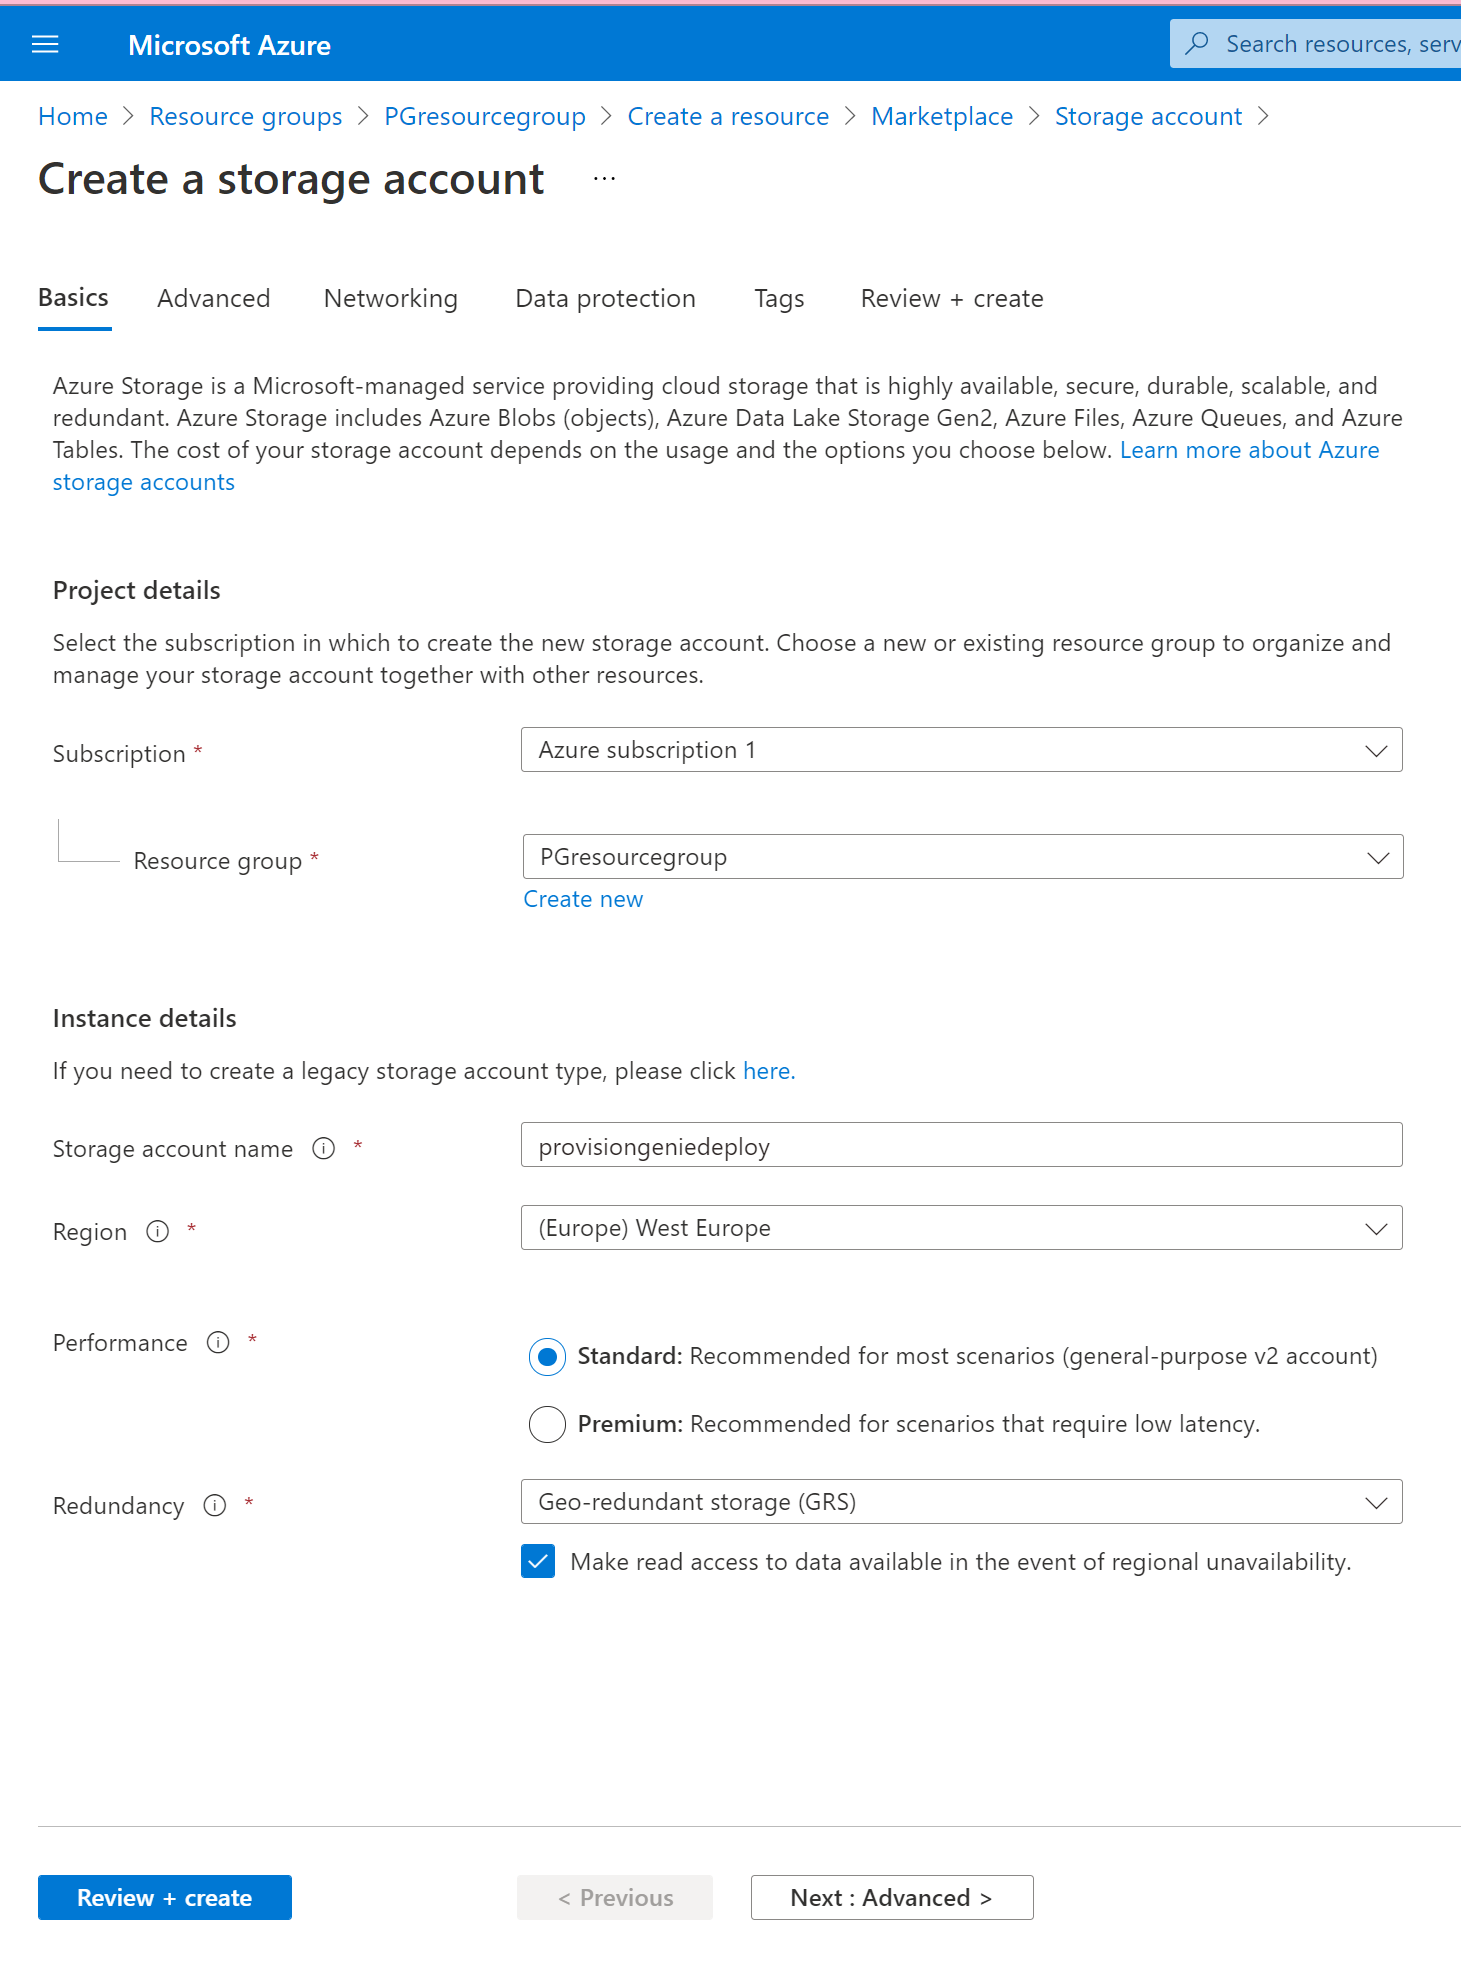 Microsoft Azure
Search resources, serv
Home > Resource groups > PGresourcegroup > Create a resource > Marketplace > Storage account >
Create a storage account ...
Basics Advanced Networking Data protection Tags Review + create
Azure Storage is a Microsoft-managed service providing cloud storage that is highly available, secure, durable, scalable, and
redundant. Azure Storage includes Azure Blobs (objects), Azure Data Lake Storage Gen2, Azure Files, Azure Queues, and Azure
Tables. The cost of your storage account depends on the usage and the options you choose below. Learn more about Azure
storage accounts
Project details
Select the subscription in which to create the new storage account. Choose a new or existing resource group to organize and
manage your storage account together with other resources.
Subscription * Azure subscription 1
Resource group * PGresourcegroup
Create new
Instance details
If you need to create a legacy storage account type, please click here.
Storage account name * provisiongeniedeploy
Region * (Europe) West Europe
Performance * Standard: Recommended for most scenarios (general-purpose v2 account)
Premium: Recommended for scenarios that require low latency.
Redundancy * Geo-redundant storage (GRS)
Make read access to data available in the event of regional unavailability.
Review + create < Previous Next : Advanced >